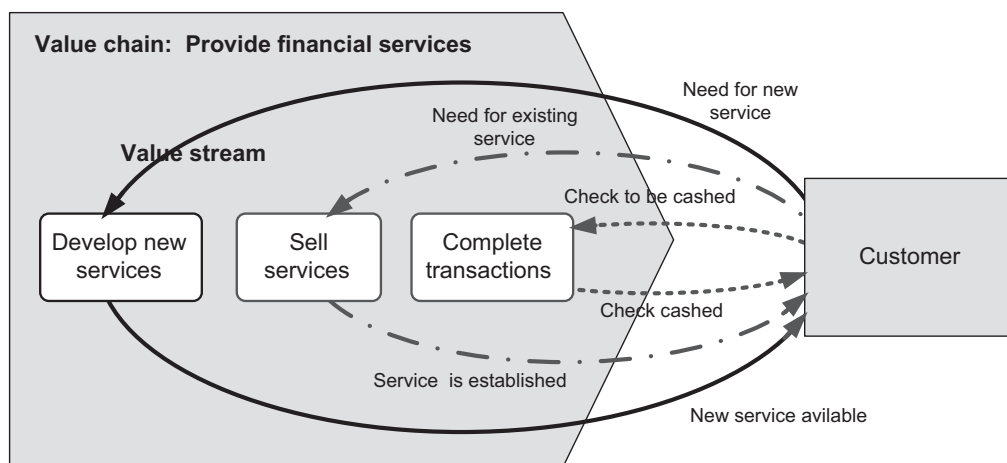 Value chain:  Provide financial services
Need for new
service
Need for existing
service
Value stream
Check to be cashed
Develop new
services
Sell
services
Complete
transactions
Customer
Check cashed
Service  is established
New service avilable